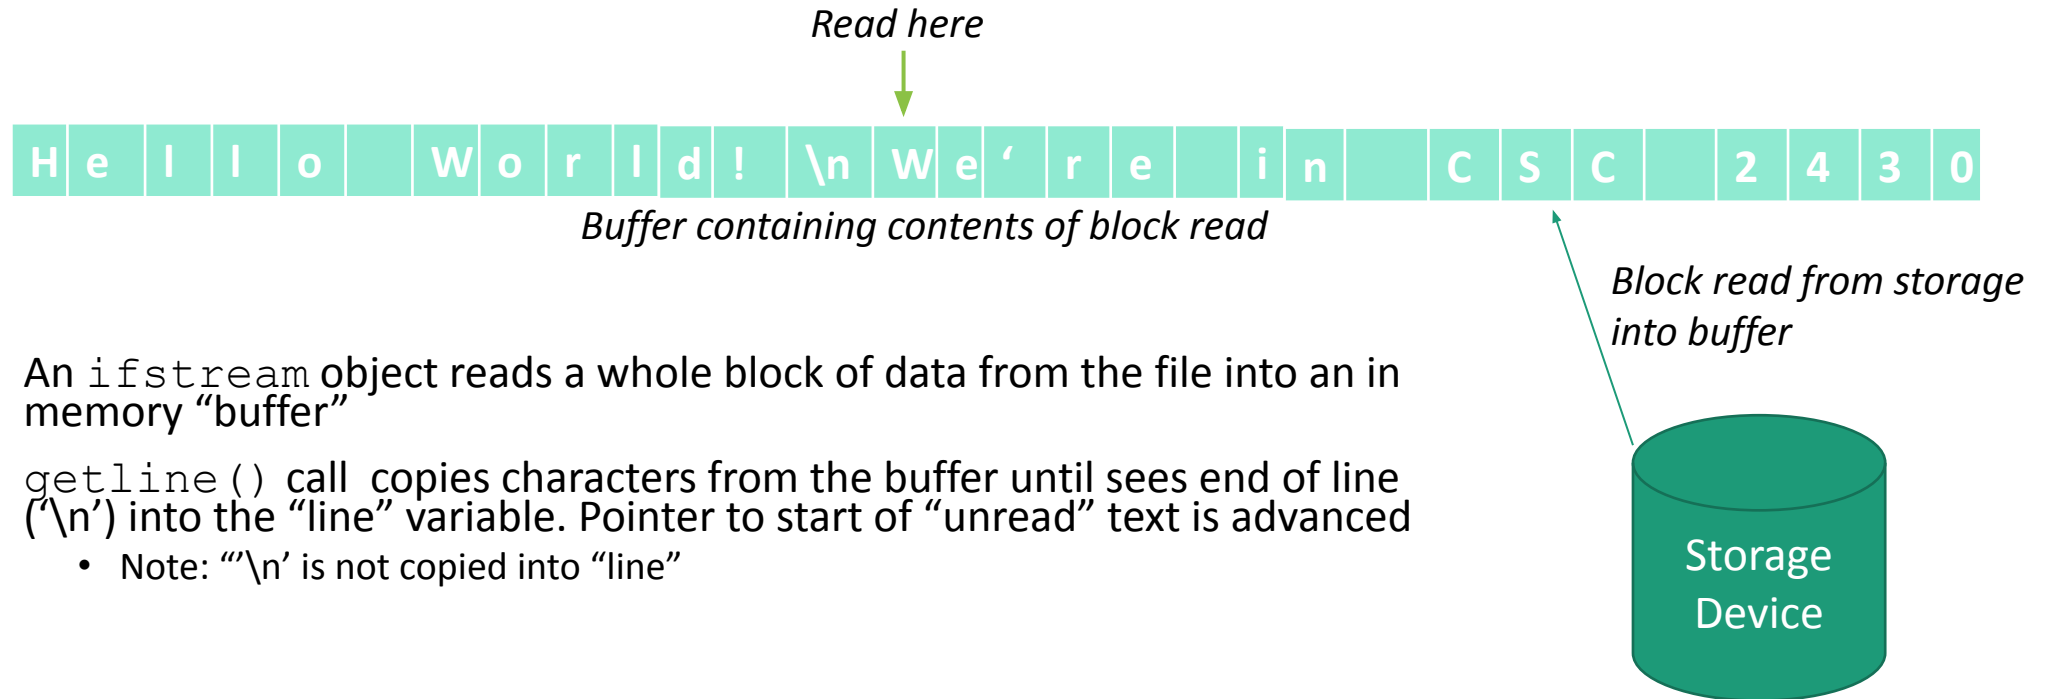 Read here
H e l l o W o r l d ! \n W e ‘ r e i n C S C 2 4 3 0
Buffer containing contents of block read
Block read from storage
into buffer
An ifstream object reads a whole block of data from the file into an in
memory “buffer”
getline() call copies characters from the buffer until sees end of line
(‘\n’) into the “line” variable. Pointer to start of “unread” text is advanced
• Note: “‘\n’ is not copied into “line”
Storage
Device